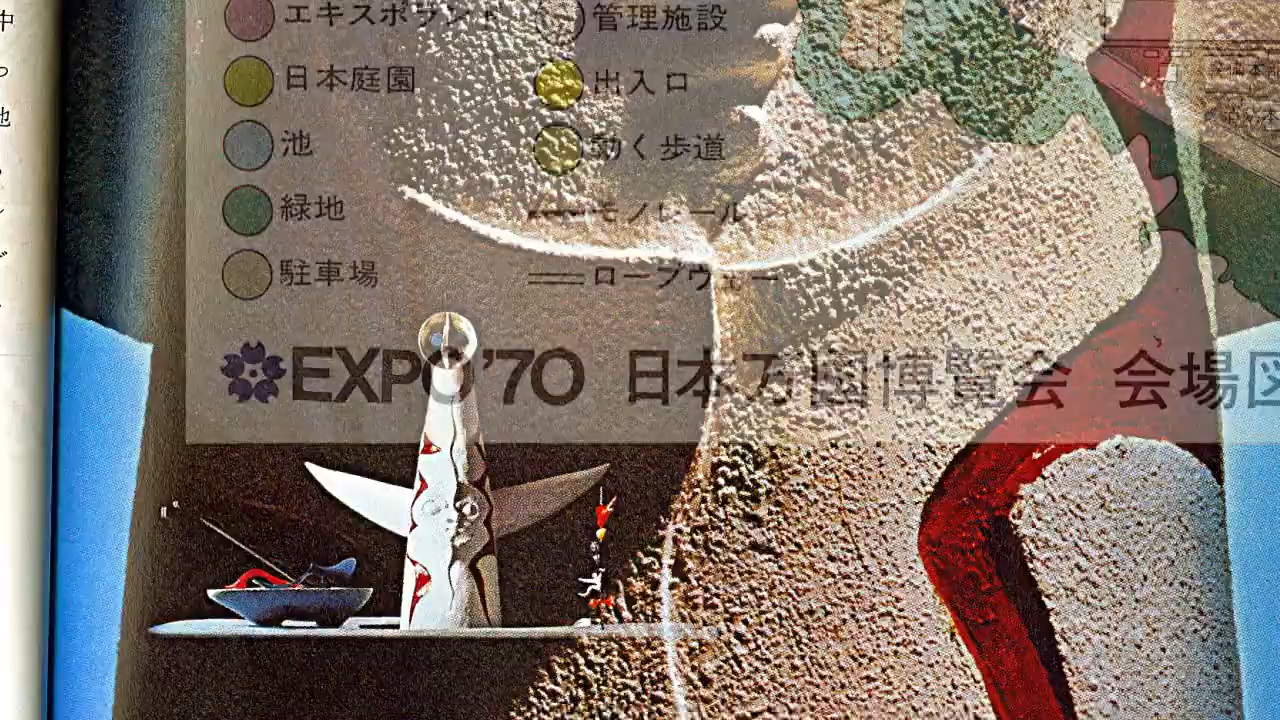 エキスポランド 管理施設
日本庭園 出入口
池 動く歩道
緑地 モノレール
駐車場 ロープウェー
EXPO'70 日本万国博覧会 会場図